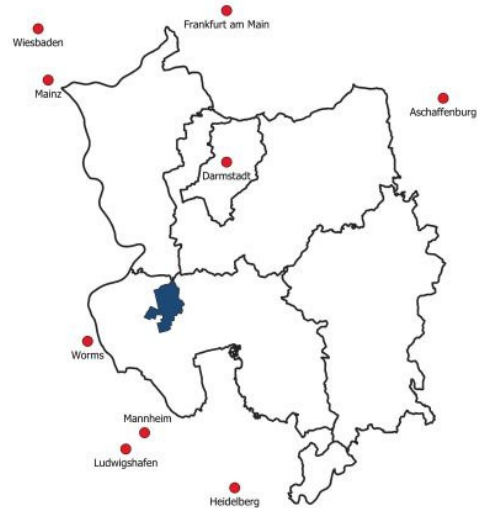 Frankfurt am Main
Wiesbaden
Mainz
Aschaffenburg
Darmstadt
Worms
Mannheim
Ludwigshafen
Heidelberg